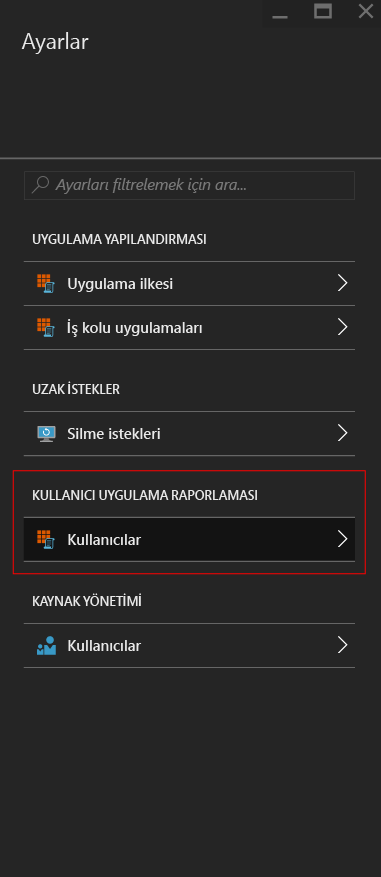 Ayarlar
Ayarları filtrelemek için ara...
UYGULAMA YAPILANDIRMASI
Uygulama ilkesi
İş kolu uygulamaları
UZAK İSTEKLER
Silme istekleri
KULLANICI UYGULAMA RAPORLAMASI
Kullanıcılar
KAYNAK YÖNETİMİ
Kullanıcılar